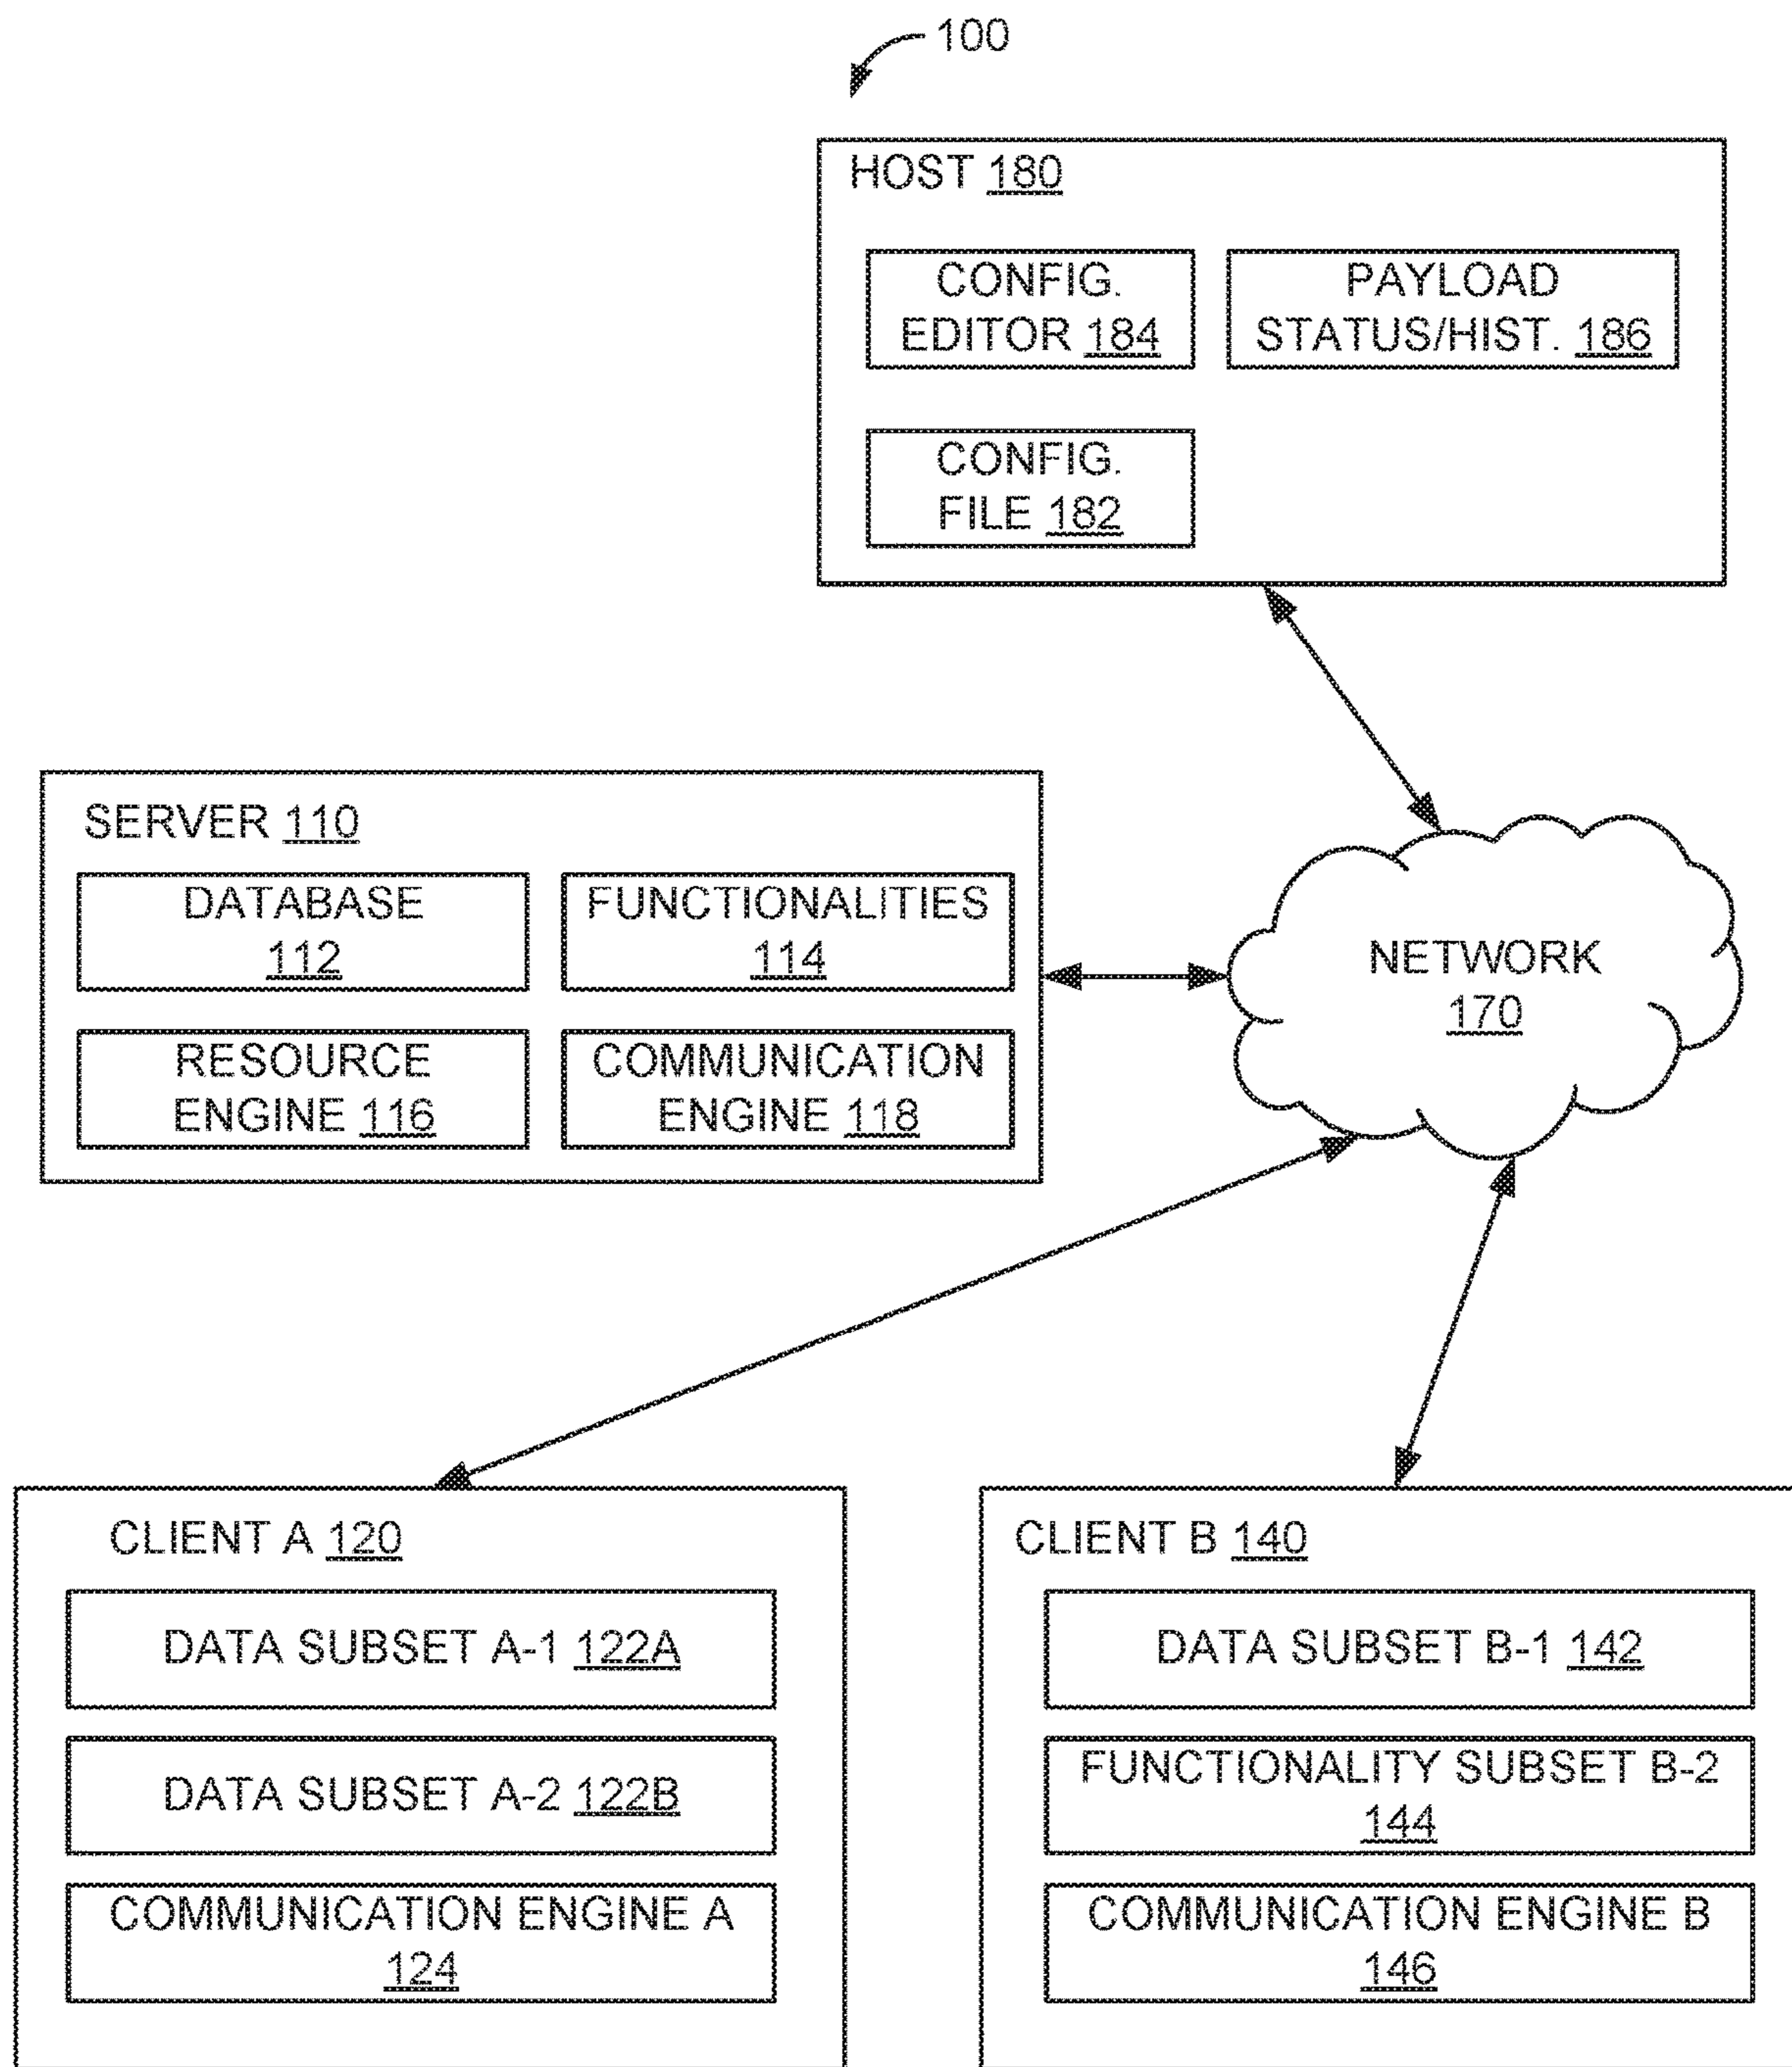 100
HOST 180
CONFIG.
EDITOR 184
PAYLOAD
STATUS/HIST. 186
CONFIG.
FILE 182
SERVER 110
DATABASE
112
FUNCTIONALITIES
114
RESOURCE
ENGINE 116
COMMUNICATION
ENGINE 118
NETWORK
170
CLIENT A 120
DATA SUBSET A-1 122A
DATA SUBSET A-2 122B
COMMUNICATION ENGINE A
124
CLIENT B 140
DATA SUBSET B-1 142
FUNCTIONALITY SUBSET B-2
144
COMMUNICATION ENGINE B
146